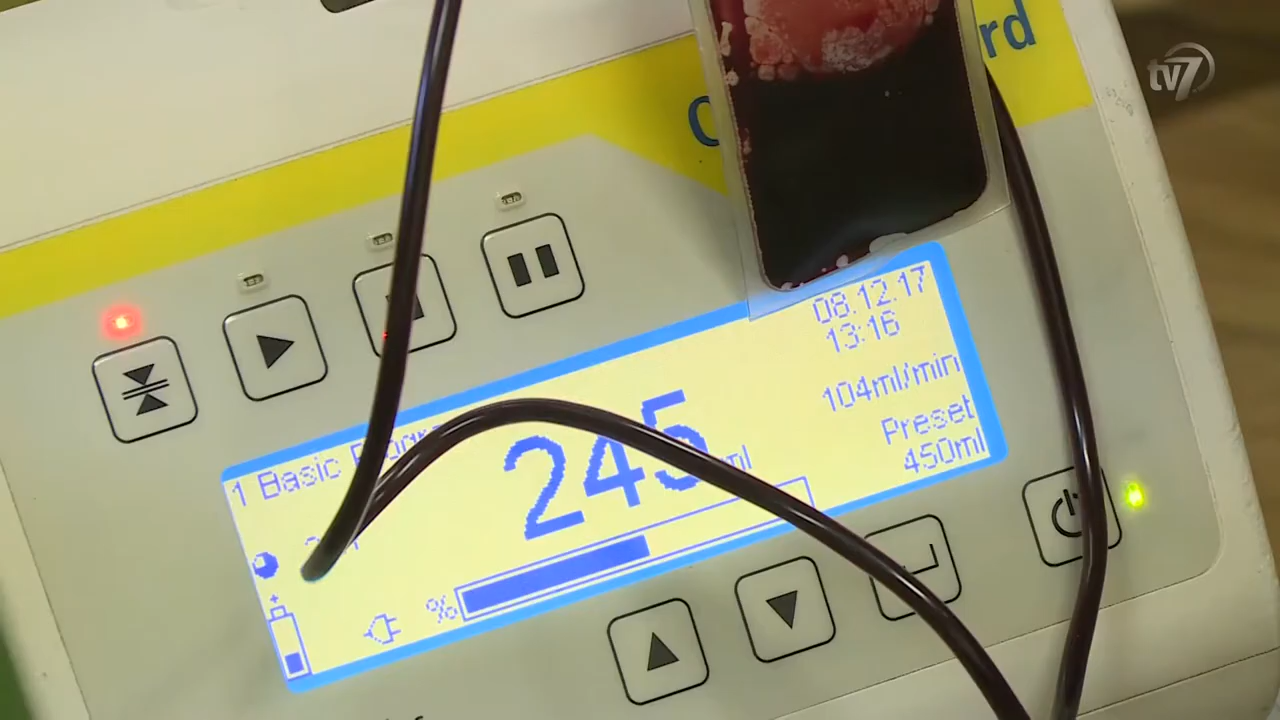 tv7
08.12.17
13:16
104ml/min
Preset
450ml
1 Basic
245 ml
%